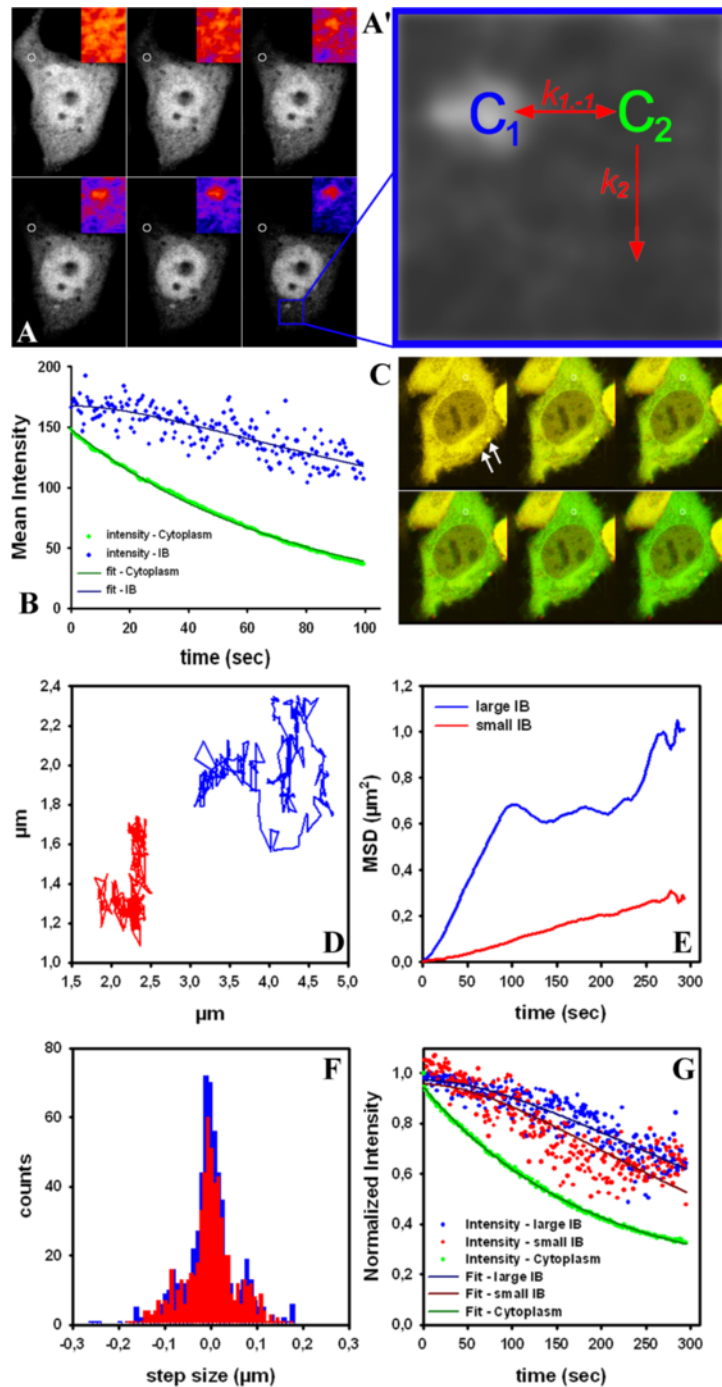 A
A'
C1
k1,-1
C2
k2
200
150
100
50
0
Mean Intensity
intensity - Cytoplasm
intensity - IB
fit - Cytoplasm
fit - IB
0 20 40 60 80 100
time (sec)
B
C
2,4
2,2
2,0
1,8
1,6
1,4
1,2
1,0
µm
1,5 2,0 2,5 3,0 3,5 4,0 4,5 5,0
µm
D
1,2
1,0
0,8
0,6
0,4
0,2
0,0
MSD (µm²)
large IB
small IB
0 50 100 150 200 250 300
time (sec)
E
80
60
40
20
0
counts
-0,3 -0,2 -0,1 0,0 0,1 0,2 0,3
step size (µm)
F
1,0
0,8
0,6
0,4
0,2
0,0
Normalized Intensity
Intensity - large IB
Intensity - small IB
Intensity - Cytoplasm
Fit - large IB
Fit - small IB
Fit - Cytoplasm
0 50 100 150 200 250 300
time (sec)
G